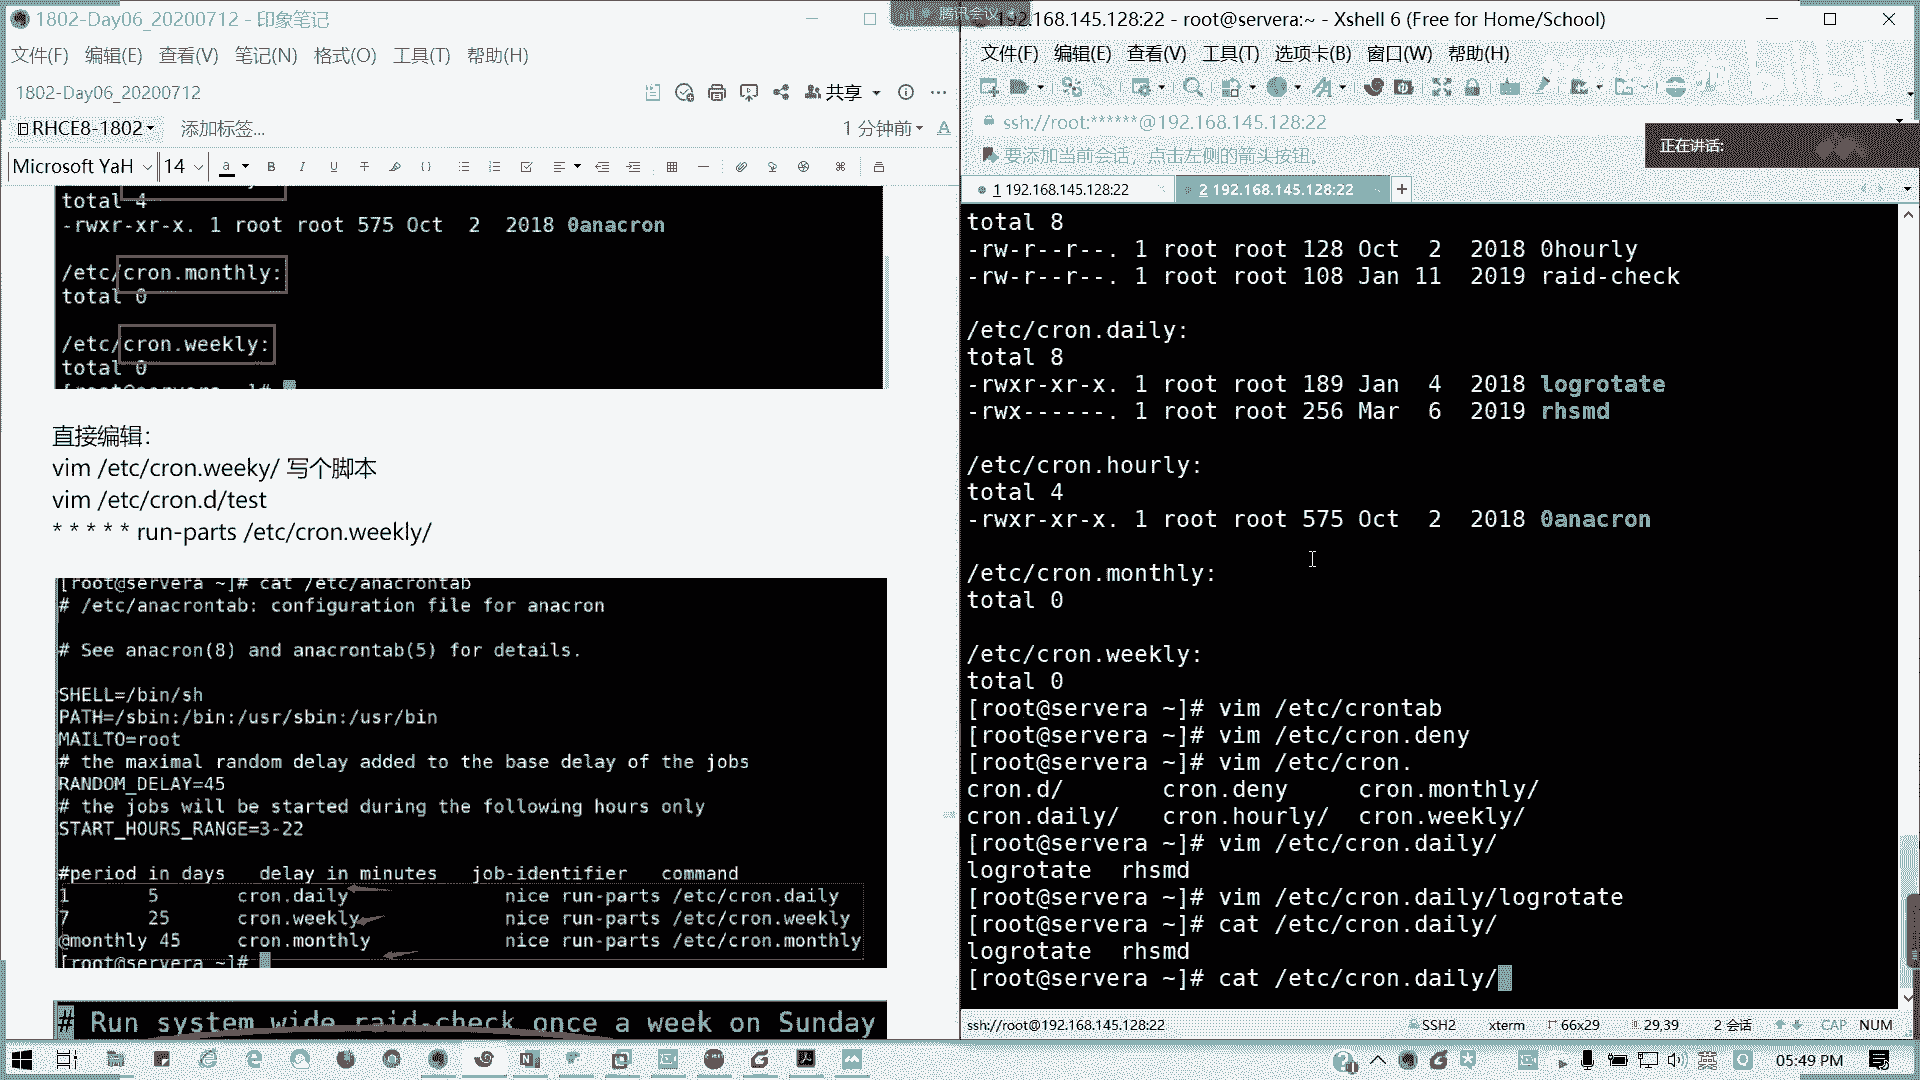 1802-Day06_20200712 - 印象笔记
文件(F) 编辑(E) 查看(V) 笔记(N) 格式(O) 工具(T) 帮助(H)
1802-Day06_20200712
共享
RHCE8-1802
添加标签...
1 分钟前
Microsoft YaH 14
total 4
-rwxr-xr-x. 1 root root 575 Oct 2 2018 0anacron
/etc/cron.monthly:
total 0
/etc/cron.weekly:
total 0
直接编辑：
vim /etc/cron.weeky/ 写个脚本
vim /etc/cron.d/test
* * * * * run-parts /etc/cron.weekly/
[root@servera ~]# cat /etc/anacrontab
# /etc/anacrontab: configuration file for anacron
# See anacron(8) and anacrontab(5) for details.
SHELL=/bin/sh
PATH=/sbin:/bin:/usr/sbin:/usr/bin
MAILTO=root
# the maximal random delay added to the base delay of the jobs
RANDOM_DELAY=45
# the jobs will be started during the following hours only
START_HOURS_RANGE=3-22
#period in days delay in minutes job-identifier command
1 5 cron.daily nice run-parts /etc/cron.daily
7 25 cron.weekly nice run-parts /etc/cron.weekly
@monthly 45 cron.monthly nice run-parts /etc/cron.monthly
[root@servera ~]#
# Run system wide raid-check once a week on Sunday
腾讯会议
192.168.145.128:22 - root@servera:~ - Xshell 6 (Free for Home/School)
文件(F) 编辑(E) 查看(V) 工具(T) 选项卡(B) 窗口(W) 帮助(H)
ssh://root:******@192.168.145.128:22
要添加当前会话，点击左侧的箭头按钮。
正在讲话:
1 192.168.145.128:22
2 192.168.145.128:22
total 8
-rw-r--r--. 1 root root 128 Oct 2 2018 0hourly
-rw-r--r--. 1 root root 108 Jan 11 2019 raid-check
/etc/cron.daily:
total 8
-rwxr-xr-x. 1 root root 189 Jan 4 2018 logrotate
-rwx------. 1 root root 256 Mar 6 2019 rhsmd
/etc/cron.hourly:
total 4
-rwxr-xr-x. 1 root root 575 Oct 2 2018 0anacron
/etc/cron.monthly:
total 0
/etc/cron.weekly:
total 0
[root@servera ~]# vim /etc/crontab
[root@servera ~]# vim /etc/cron.deny
[root@servera ~]# vim /etc/cron.
cron.d/ cron.deny cron.monthly/
cron.daily/ cron.hourly/ cron.weekly/
[root@servera ~]# vim /etc/cron.daily/
logrotate rhsmd
[root@servera ~]# vim /etc/cron.daily/logrotate
[root@servera ~]# cat /etc/cron.daily/
logrotate rhsmd
[root@servera ~]# cat /etc/cron.daily/
ssh://root@192.168.145.128:22 SSH2 xterm 66x29 29,39 2 会话 CAP NUM
英 05:49 PM